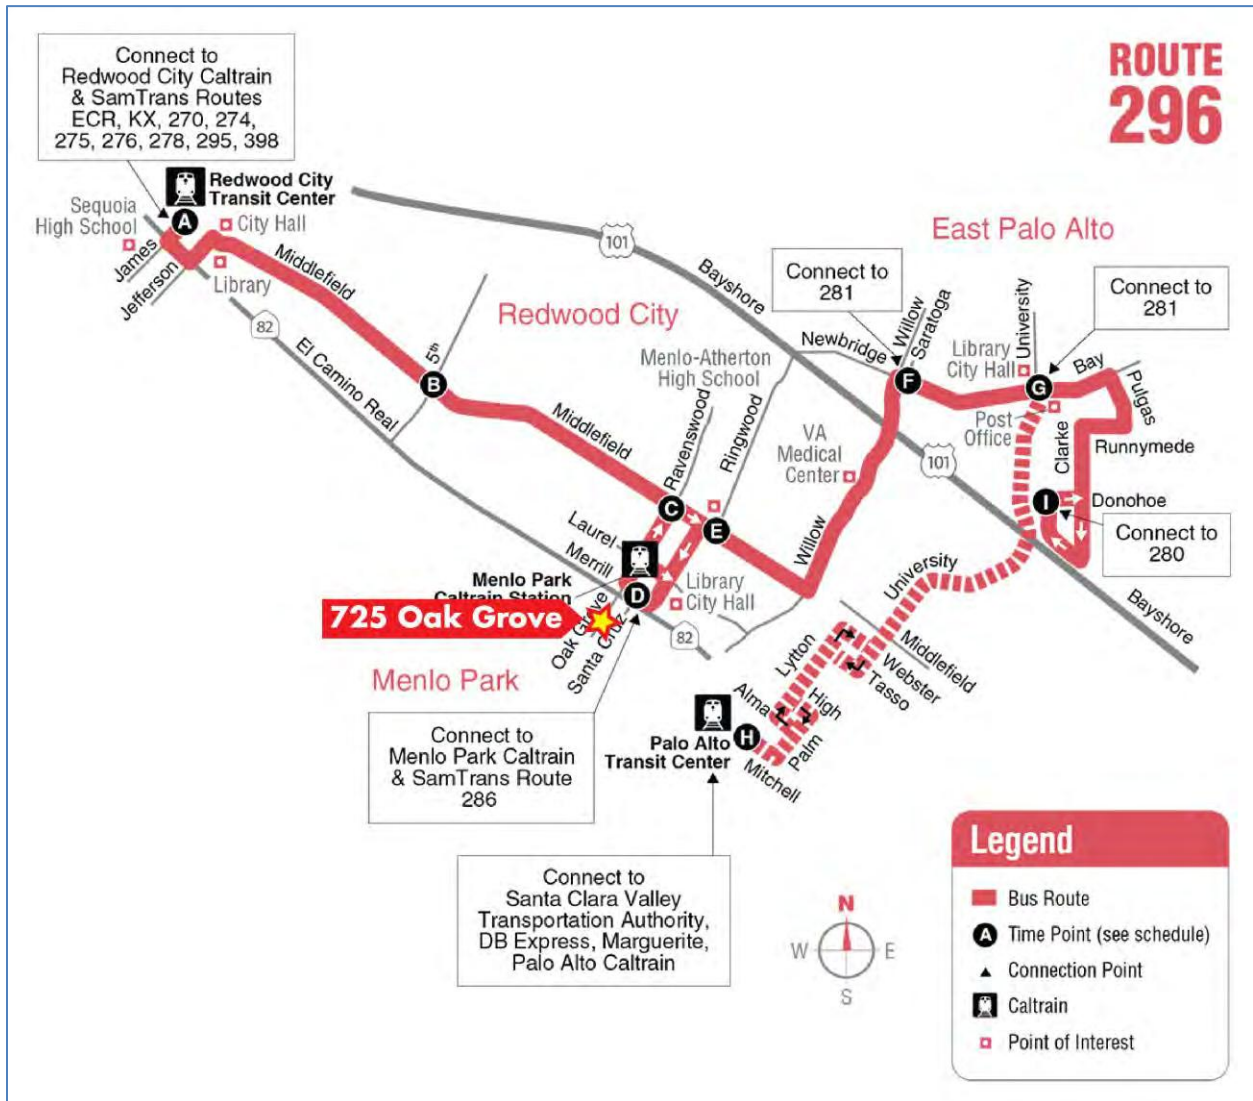 ROUTE
296
Connect to
Redwood City Caltrain
& SamTrans Routes
ECR, KX, 270, 274,
275, 276, 278, 295, 398
Redwood City
Transit Center
A
Sequoia
High School
City Hall
James
Jefferson
Library
Middlefield
82
El Camino Real
5th
B
Redwood City
101
Bayshore
East Palo Alto
Connect to
281
Connect to
281
Newbridge
Willow
Saratoga
F
Library
City Hall
University
G
Bay
Pulgas
Post
Office
Clarke
Runnymede
I
Donohoe
Connect to
280
101
Bayshore
Menlo-Atherton
High School
Middlefield
Ravenswood
Ringwood
VA
Medical
Center
C
E
Willow
Laurel
Merrill
Menlo Park
Caltrain Station
D
Library
City Hall
725 Oak Grove
Oak Grove
Santa Cruz
82
Menlo Park
University
Middlefield
Webster
Tasso
Lytton
Alma
High
Palm
H
Mitchell
Palo Alto
Transit Center
Connect to
Menlo Park Caltrain
& SamTrans Route
286
Connect to
Santa Clara Valley
Transportation Authority,
DB Express, Marguerite,
Palo Alto Caltrain
N
W
E
S
Legend
Bus Route
A
Time Point (see schedule)
Connection Point
Caltrain
Point of Interest